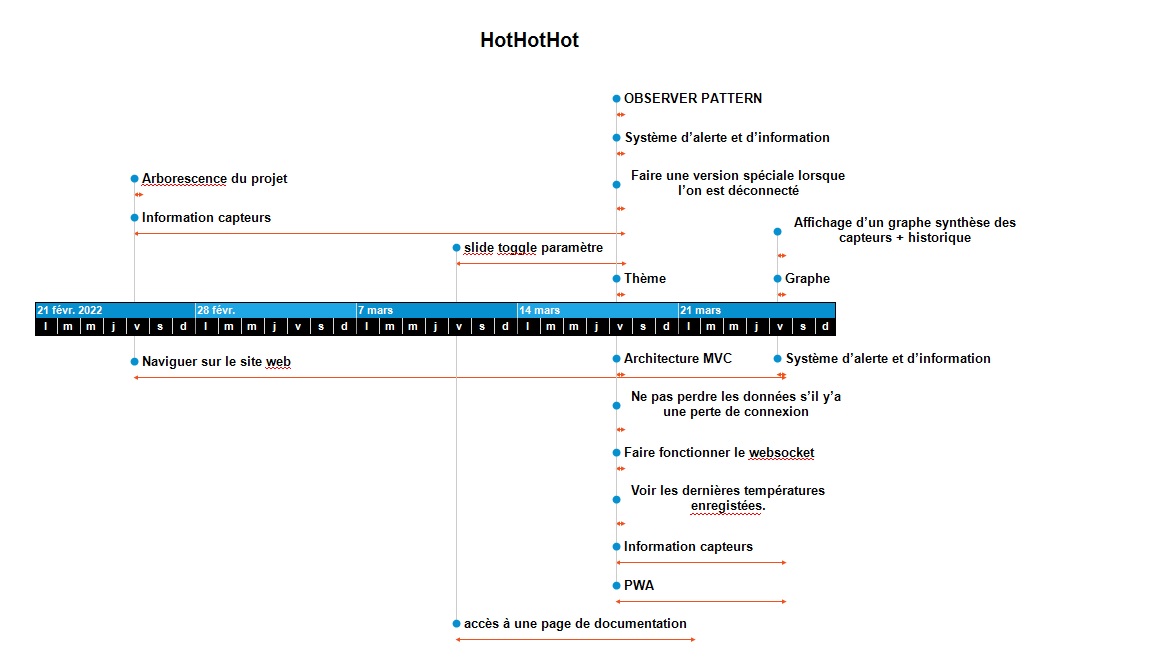 HotHotHot
OBSERVER PATTERN
Système d’alerte et d’information
Arborescence du projet
Faire une version spéciale lorsque
l’on est déconnecté
Information capteurs
Affichage d’un graphe synthèse des
capteurs + historique
slide toggle paramètre
Thème
Graphe
21 févr. 2022 28 févr. 7 mars 14 mars 21 mars
l m m j v s d l m m j v s d l m m j v s d l m m j v s d l m m j v s d
Naviguer sur le site web
Architecture MVC
Système d’alerte et d’information
Ne pas perdre les données s’il y’a
une perte de connexion
Faire fonctionner le websocket
Voir les dernières températures
enregistées.
Information capteurs
PWA
accès à une page de documentation